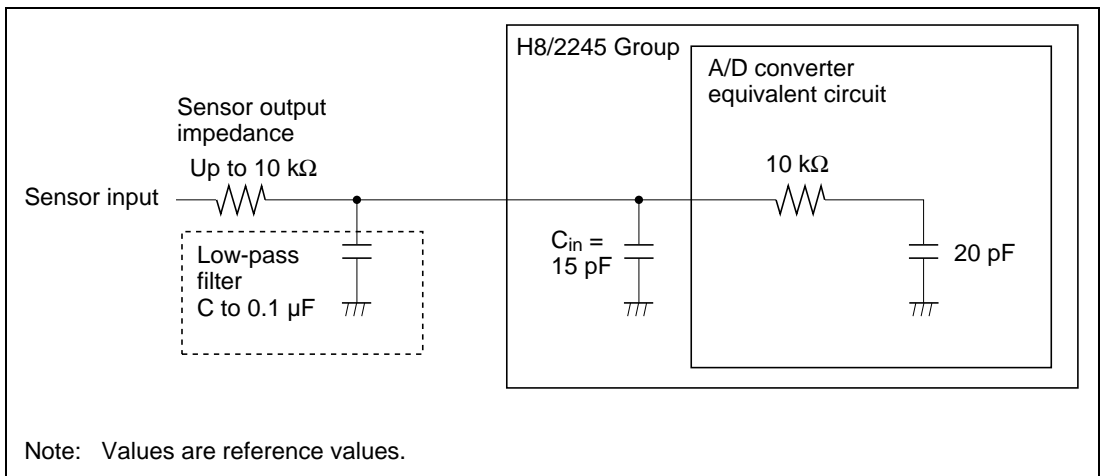 H8/2245 Group
A/D converter
equivalent circuit
Sensor output
impedance
Up to 10 kΩ
10 kΩ
Sensor input
Low-pass
filter
C to 0.1 µF
Cin =
15 pF
20 pF
Note: Values are reference values.